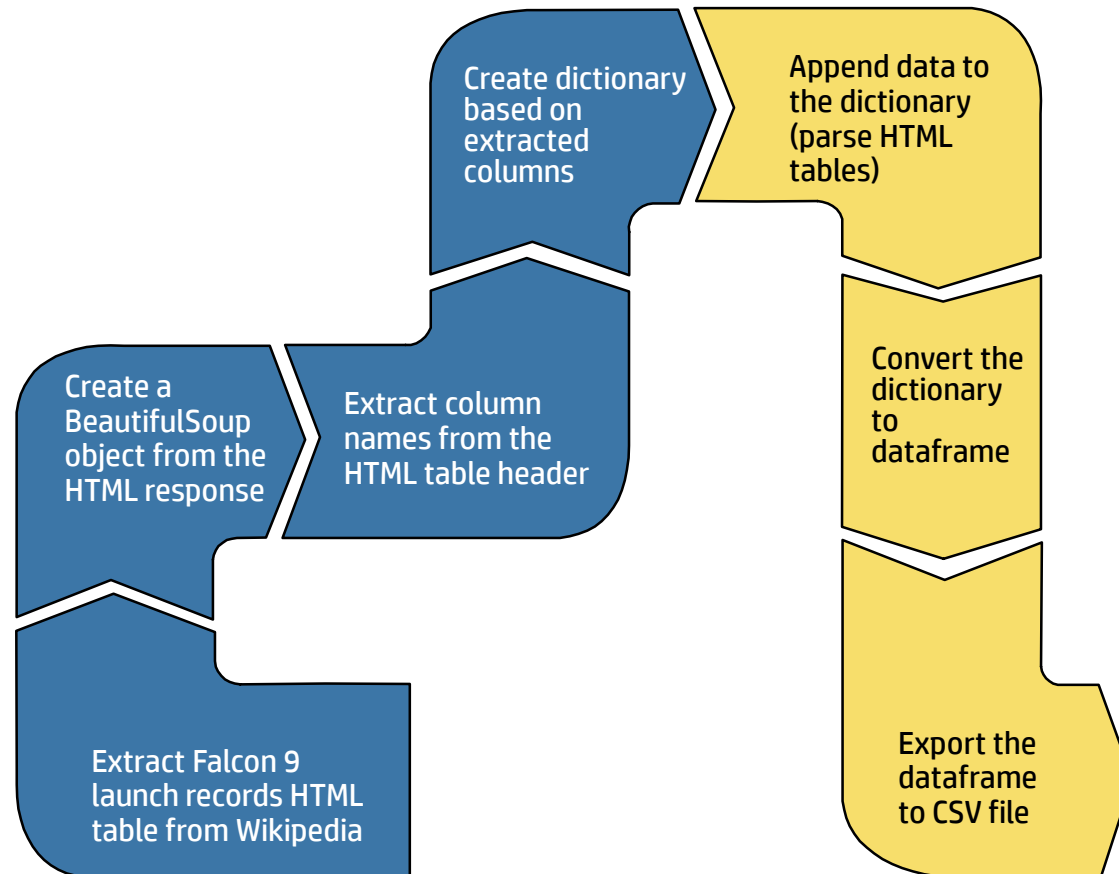 Extract Falcon 9
launch records HTML
table from Wikipedia
Create a
BeautifulSoup
object from the
HTML response
Extract column
names from the
HTML table header
Create dictionary
based on
extracted
columns
Append data to
the dictionary
(parse HTML
tables)
Convert the
dictionary
to
dataframe
Export the
dataframe
to CSV file